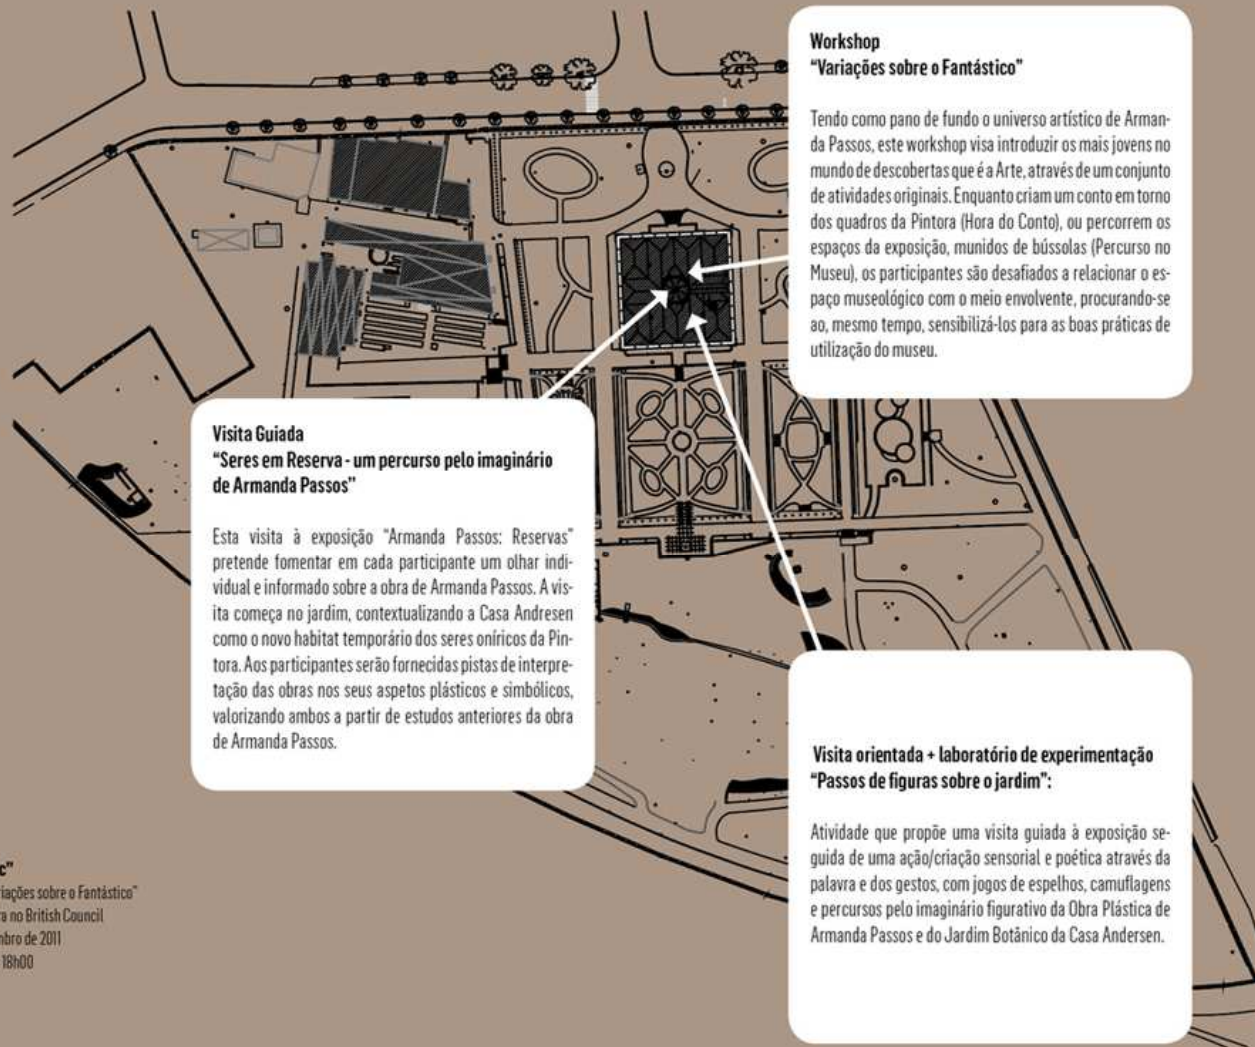 Workshop
“Variações sobre o Fantástico”
Tendo como pano de fundo o universo artístico de Arman-
da Passos, este workshop visa introduzir os mais jovens no
mundo de descobertas que é a Arte, através de um conjunto
de atividades originais. Enquanto criam um conto em torno
dos quadros da Pintora (Hora do Conto), ou percorrem os
espaços da exposição, munidos de bússolas (Percurso no
Museu), os participantes são desafiados a relacionar o es-
paço museológico com o meio envolvente, procurando-se
ao, mesmo tempo, sensibilizá-los para as boas práticas de
utilização do museu.
Visita Guiada
“Seres em Reserva - um percurso pelo imaginário
de Armanda Passos”
Esta visita à exposição “Armanda Passos: Reservas”
pretende fomentar em cada participante um olhar indi-
vidual e informado sobre a obra de Armanda Passos. A vis-
ita começa no jardim, contextualizando a Casa Andresen
como o novo habitat temporário dos seres oníricos da Pin-
tora. Aos participantes serão fornecidas pistas de interpre-
tação das obras nos seus aspetos plásticos e simbólicos,
valorizando ambos a partir de estudos anteriores da obra
de Armanda Passos.
Visita orientada + laboratório de experimentação
“Passos de figuras sobre o jardim”:
Atividade que propõe uma visita guiada à exposição se-
guida de uma ação/criação sensorial e poética através da
palavra e dos gestos, com jogos de espelhos, camuflagens
e percursos pelo imaginário figurativo da Obra Plástica de
Armanda Passos e do Jardim Botânico da Casa Andersen.
c”
iações sobre o Fantástico”
no British Council
mbro de 2011
18h00